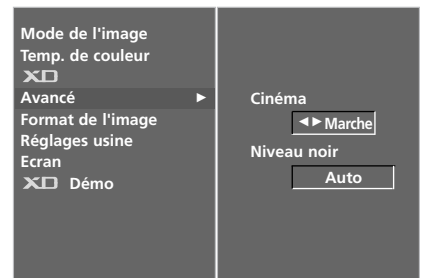 Mode de l'image
Temp. de couleur
XD
Avancé ►
Format de l'image
Réglages usine
Ecran
XD Démo
Cinéma
◄► Marche
Niveau noir
Auto